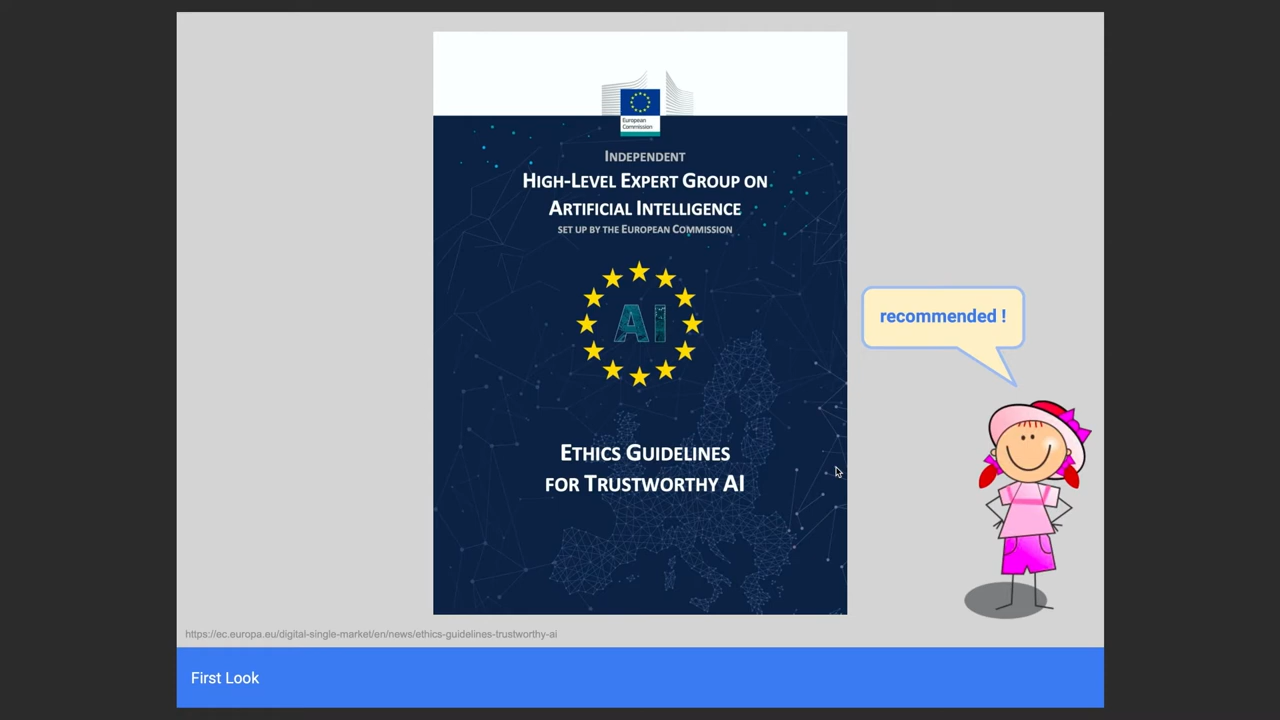 European
Commission
INDEPENDENT
HIGH-LEVEL EXPERT GROUP ON
ARTIFICIAL INTELLIGENCE
SET UP BY THE EUROPEAN COMMISSION
AI
recommended !
ETHICS GUIDELINES
FOR TRUSTWORTHY AI
https://ec.europa.eu/digital-single-market/en/news/ethics-guidelines-trustworthy-ai
First Look